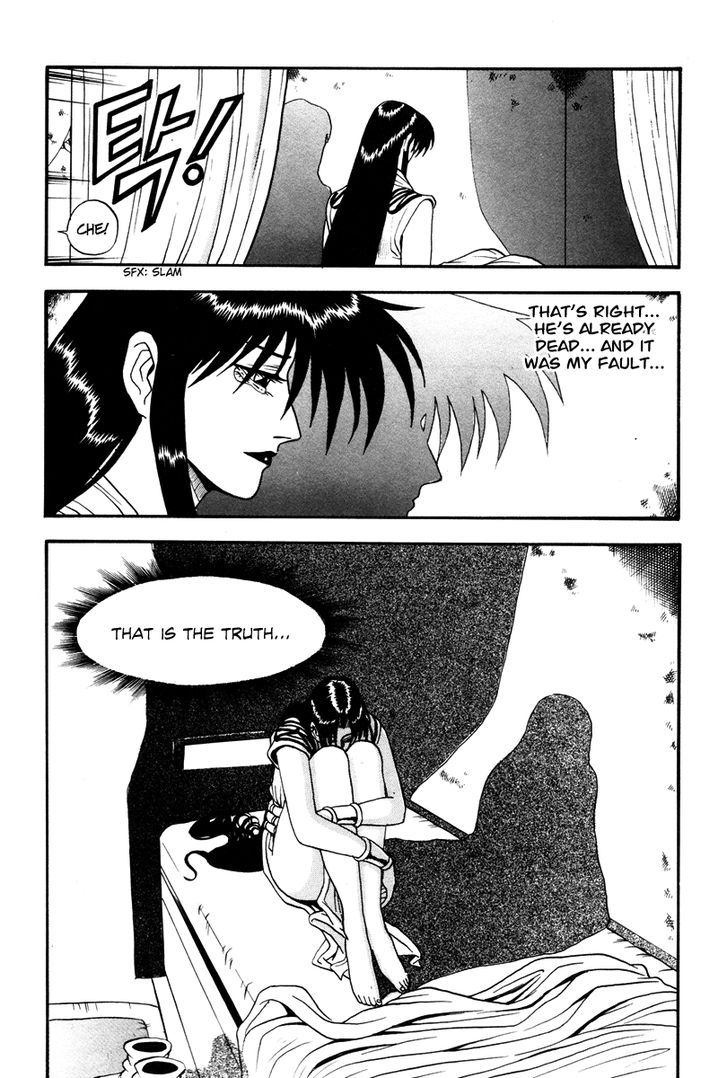 탁!
CHE!
SFX: SLAM
THAT'S RIGHT...
HE'S ALREADY
DEAD... AND IT
WAS MY FAULT...
THAT IS THE TRUTH...